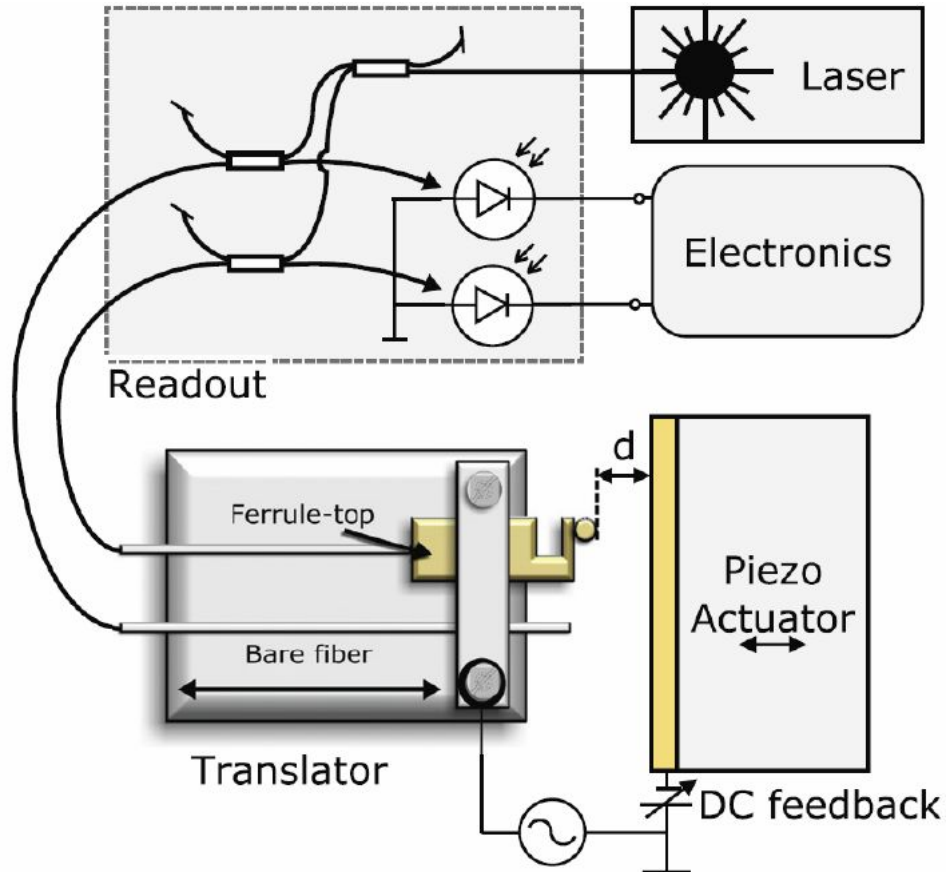 Laser
Electronics
Readout
d
Ferrule-top
Piezo
Actuator
Bare fiber
Translator
DC feedback